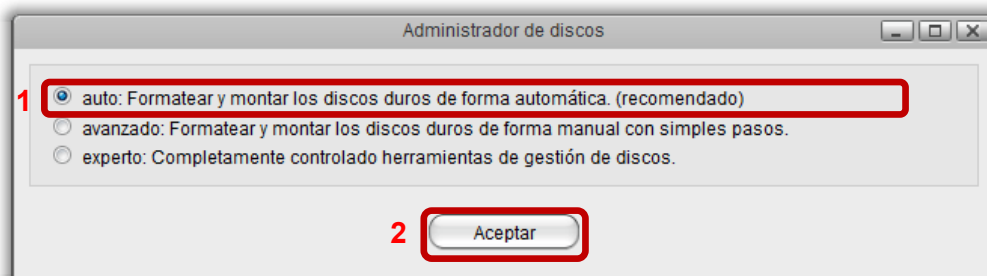 Administrador de discos
1 auto: Formatear y montar los discos duros de forma automática. (recomendado)
avanzado: Formatear y montar los discos duros de forma manual con simples pasos.
experto: Completamente controlado herramientas de gestión de discos.
2 Aceptar